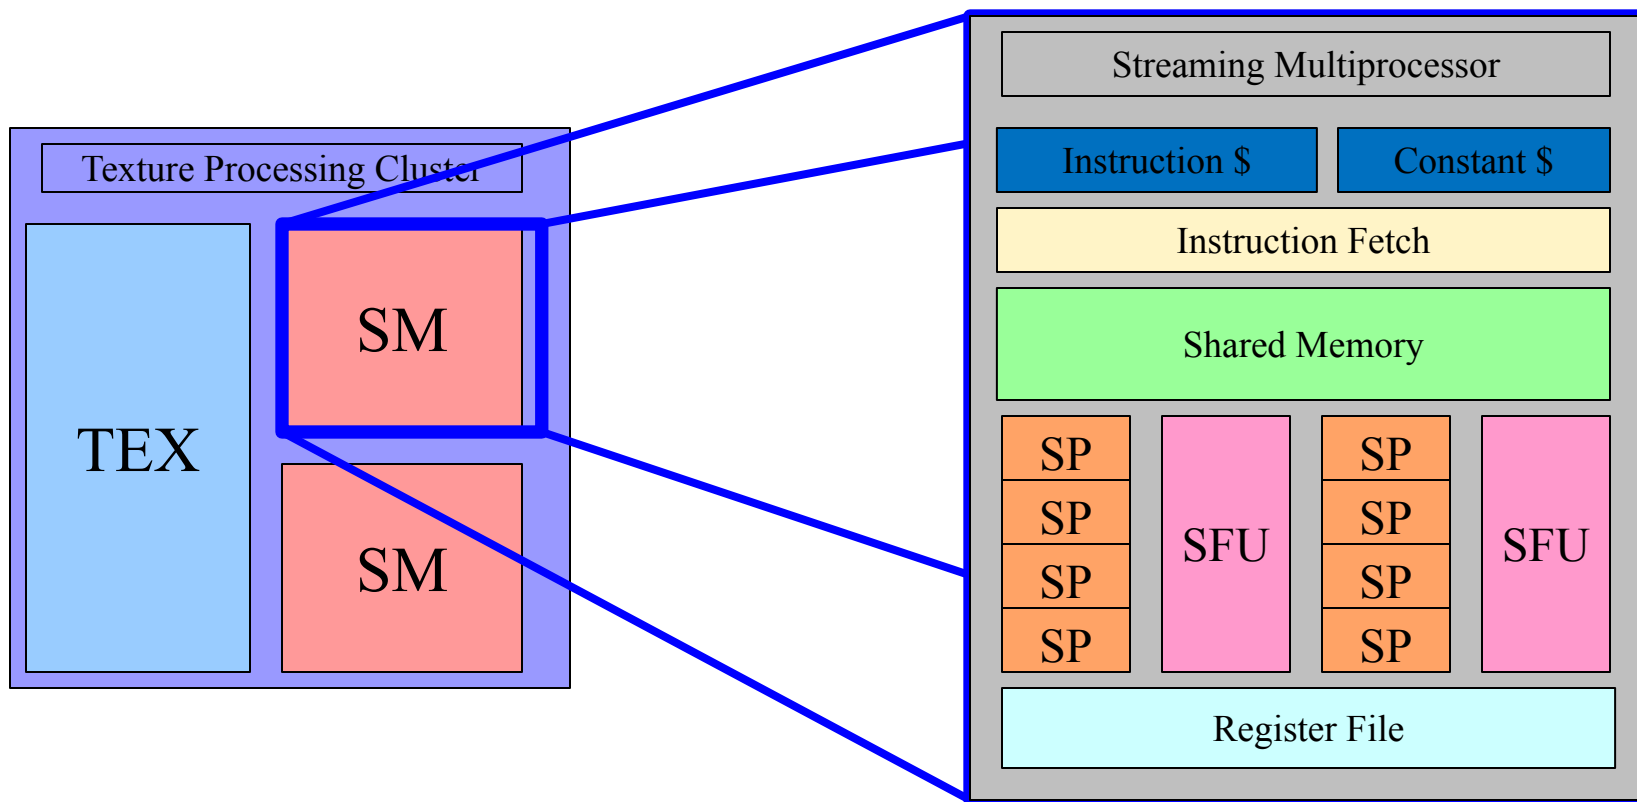 Texture Processing Cluster
TEX
SM
SM
Streaming Multiprocessor
Instruction $
Constant $
Instruction Fetch
Shared Memory
SP
SP
SP
SP
SFU
SP
SP
SP
SP
SFU
Register File